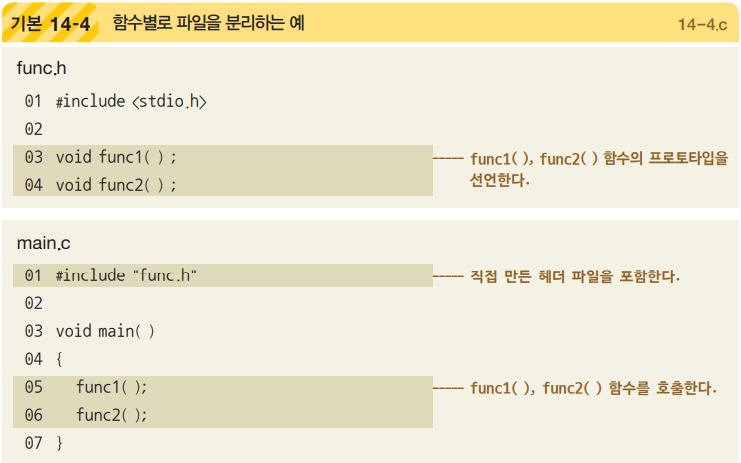 기본 14-4 함수별로 파일을 분리하는 예 14-4.c
func.h
01 #include <stdio.h>
02
03 void func1( ) ; ----- func1( ), func2( ) 함수의 프로토타입을
선언한다.
04 void func2( ) ;
main.c
01 #include "func.h" ----- 직접 만든 헤더 파일을 포함한다.
02
03 void main( )
04 {
05 func1( ); ----- func1( ), func2( ) 함수를 호출한다.
06 func2( );
07 }